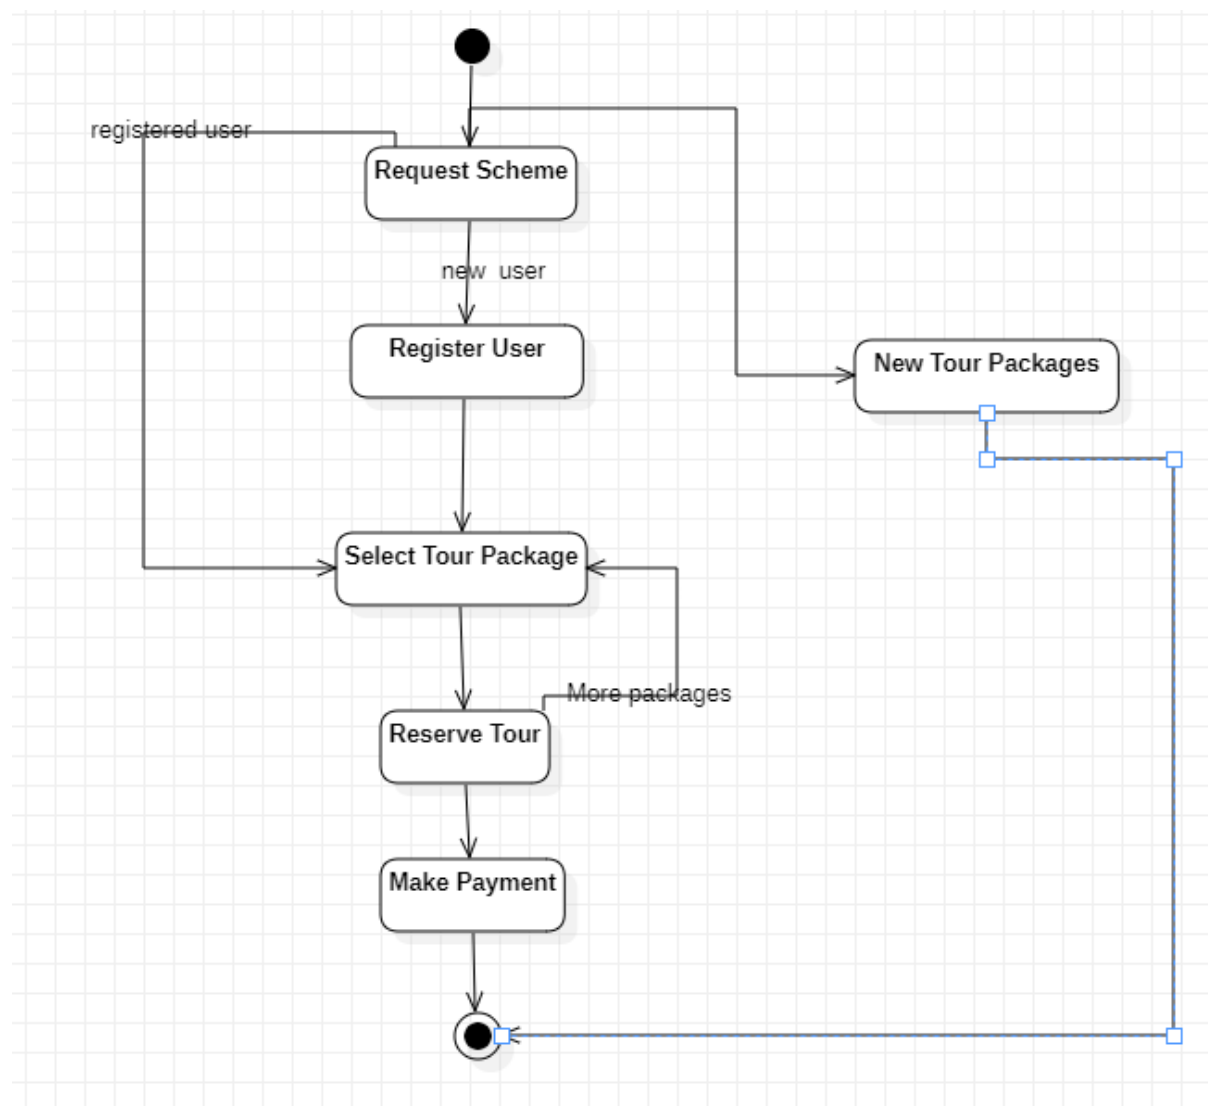 registered user
Request Scheme
new  user
Register User
New Tour Packages
Select Tour Package
More packages
Reserve Tour
Make Payment